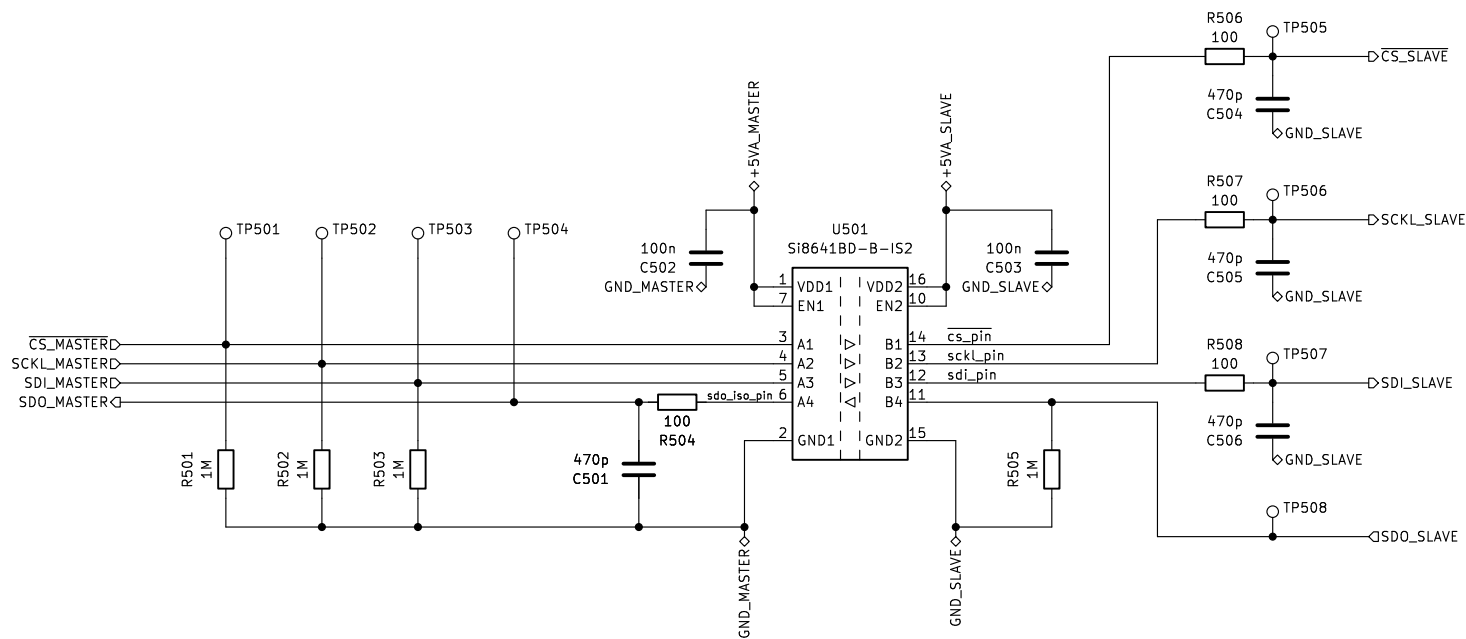 R506
100
TP505
CS_SLAVE
470p
C504
GND_SLAVE
+5VA_MASTER
+5VA_SLAVE
R507
100
TP506
SCKL_SLAVE
470p
C505
GND_SLAVE
TP501
TP502
TP503
TP504
U501
Si8641BD-B-IS2
100n
C502
GND_MASTER
100n
C503
GND_SLAVE
1 VDD1 VDD2 16
7 EN1 EN2 10
CS_MASTER
3 A1 B1 14 cs_pin
SCKL_MASTER
4 A2 B2 13 sckl_pin
SDI_MASTER
5 A3 B3 12 sdi_pin
SDO_MASTER
sdo_iso_pin 6 A4 B4 11
2 GND1 GND2 15
100
R504
R508
100
TP507
SDI_SLAVE
470p
C506
GND_SLAVE
R501
1M
R502
1M
R503
1M
470p
C501
R505
1M
TP508
SDO_SLAVE
GND_MASTER
GND_SLAVE